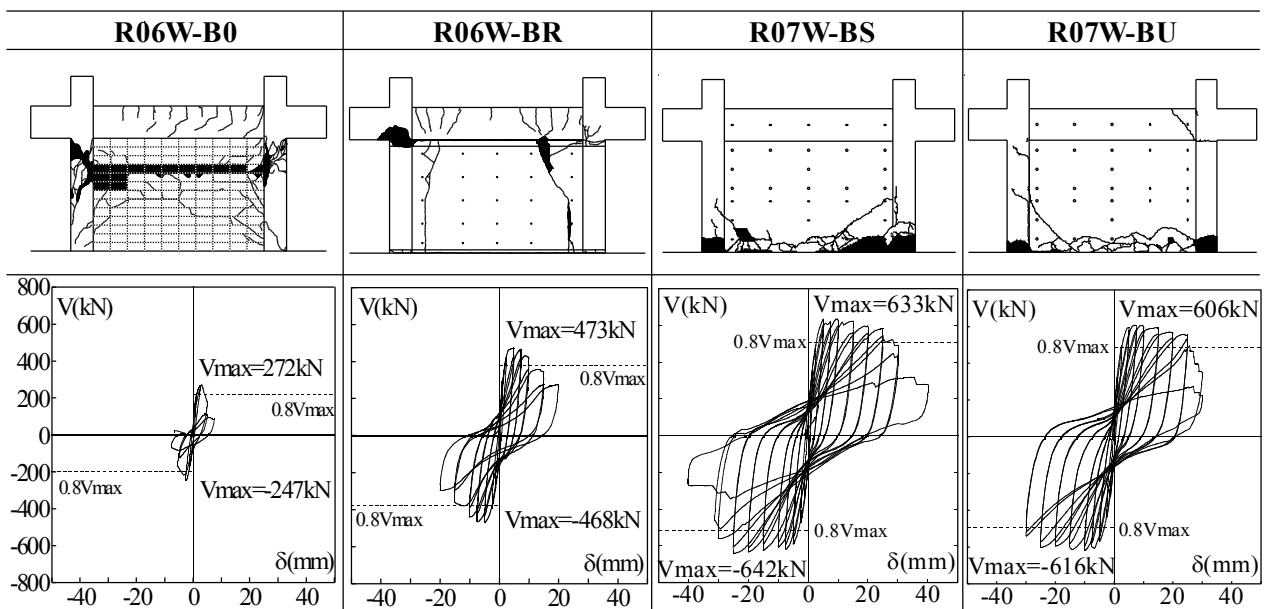 R06W-B0 R06W-BR R07W-BS R07W-BU
800
600
400
200
0
-200
-400
-600
-800
V(kN)
Vmax=272kN
0.8Vmax
0.8Vmax
Vmax=-247kN
δ(mm)
-40 -20 0 20 40
V(kN)
Vmax=473kN
0.8Vmax
0.8Vmax
Vmax=-468kN
δ(mm)
-40 -20 0 20 40
V(kN)
Vmax=633kN
0.8Vmax
0.8Vmax
Vmax=-642kN
δ(mm)
-40 -20 0 20 40
V(kN)
Vmax=606kN
0.8Vmax
0.8Vmax
Vmax=-616kN
δ(mm)
-40 -20 0 20 40